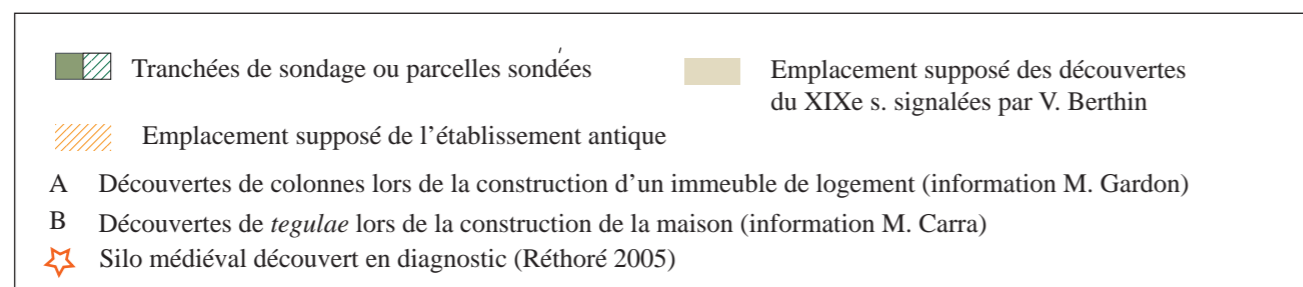 Tranchées de sondage ou parcelles sondées
Emplacement supposé des découvertes
du XIXe s. signalées par V. Berthin
Emplacement supposé de l’établissement antique
A Découvertes de colonnes lors de la construction d’un immeuble de logement (information M. Gardon)
B Découvertes de tegulae lors de la construction de la maison (information M. Carra)
Silo médiéval découvert en diagnostic (Réthoré 2005)